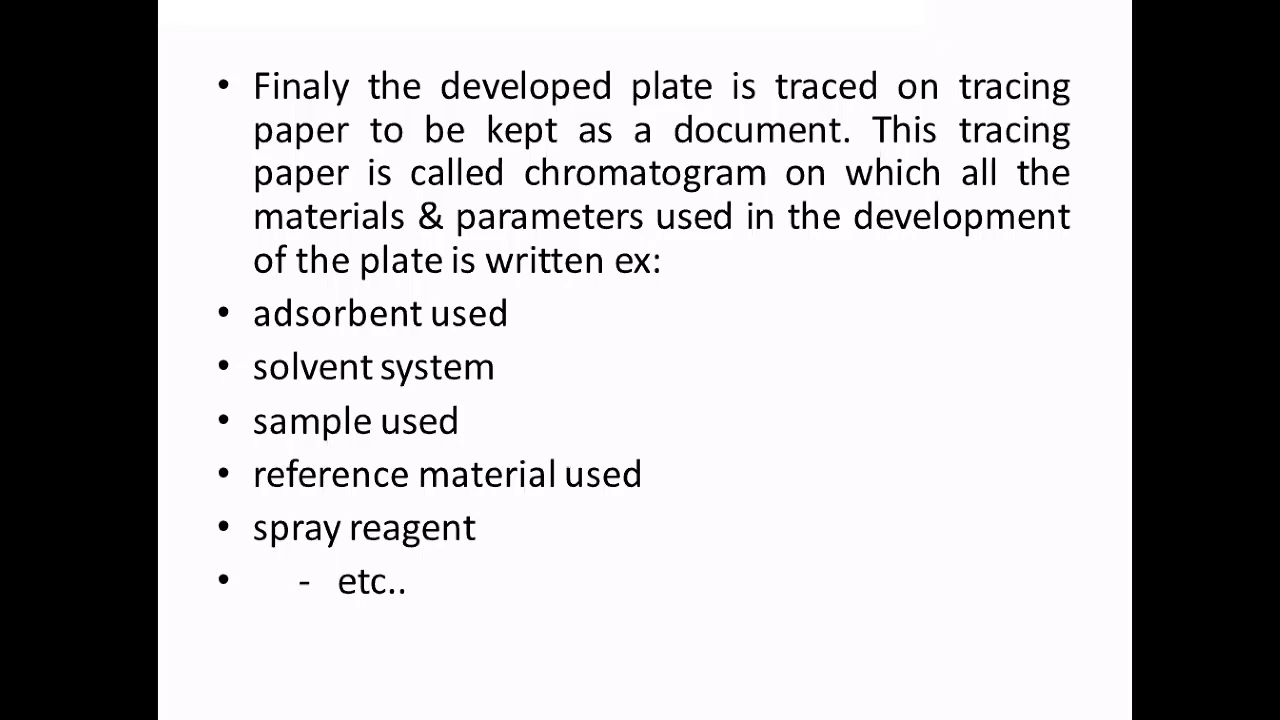 • Finaly the developed plate is traced on tracing
paper to be kept as a document. This tracing
paper is called chromatogram on which all the
materials & parameters used in the development
of the plate is written ex:
• adsorbent used
• solvent system
• sample used
• reference material used
• spray reagent
• - etc..